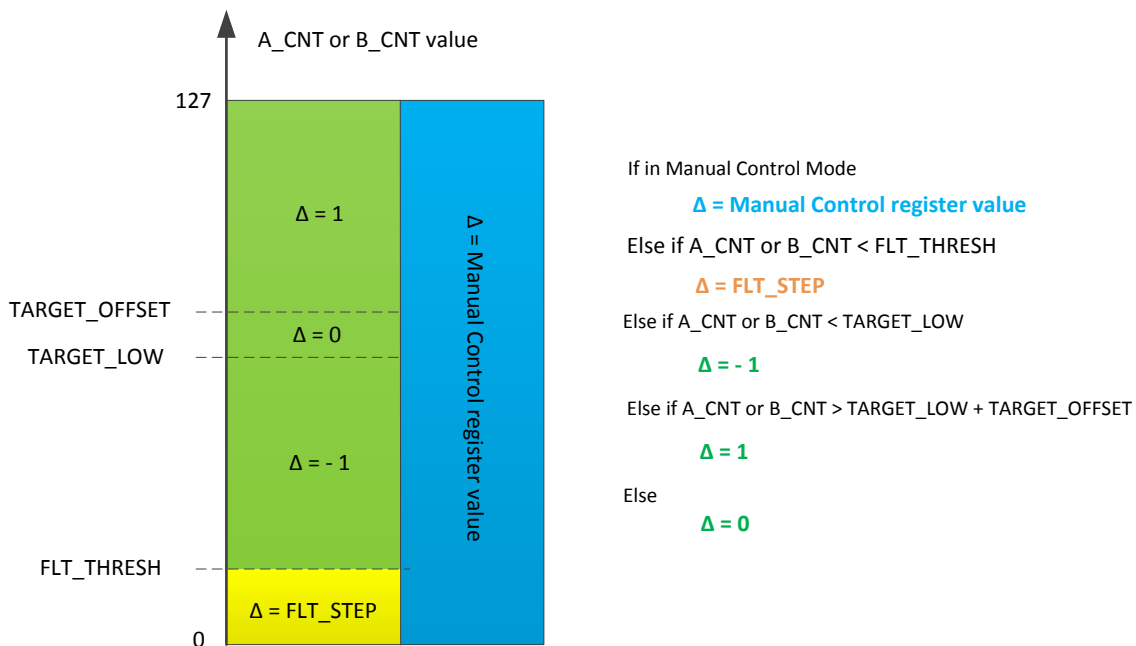 A_CNT or B_CNT value
127
Δ = 1
TARGET_OFFSET
Δ = 0
TARGET_LOW
Δ = - 1
FLT_THRESH
Δ = FLT_STEP
0
Δ = Manual Control register value
If in Manual Control Mode
Δ = Manual Control register value
Else if A_CNT or B_CNT < FLT_THRESH
Δ = FLT_STEP
Else if A_CNT or B_CNT < TARGET_LOW
Δ = - 1
Else if A_CNT or B_CNT > TARGET_LOW + TARGET_OFFSET
Δ = 1
Else
Δ = 0